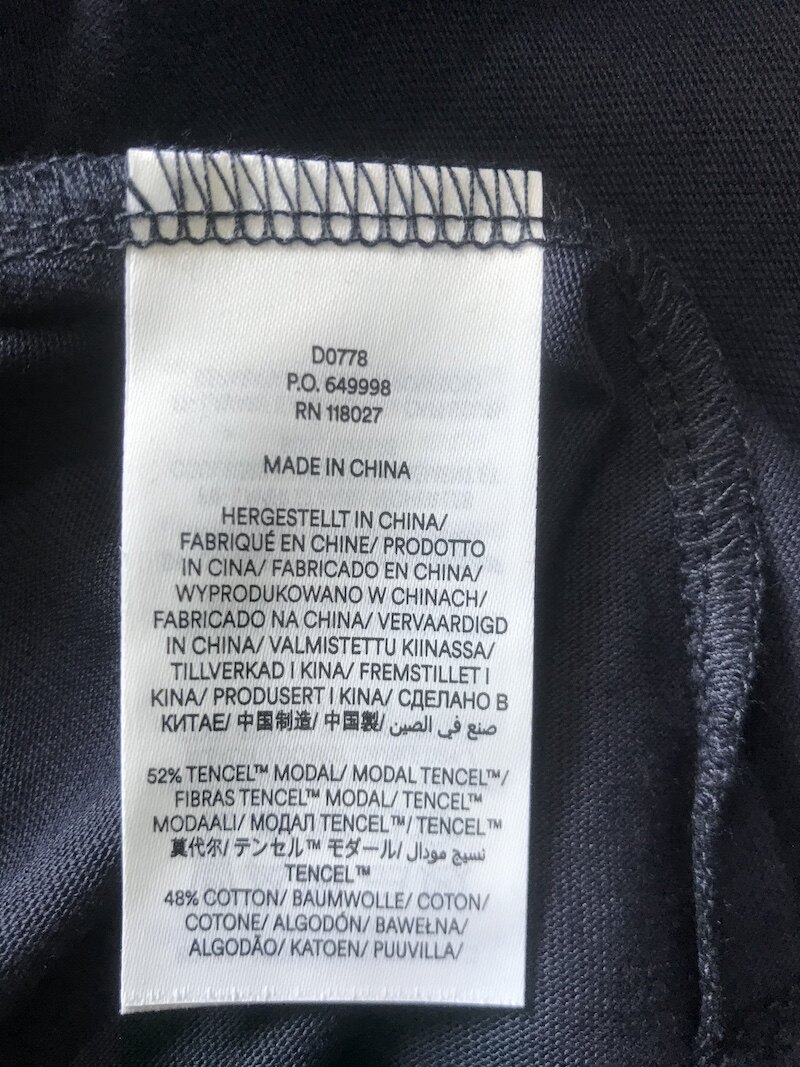 D0778
P.O. 649998
RN 118027
MADE IN CHINA
HERGESTELLT IN CHINA/
FABRIQUÉ EN CHINE/ PRODOTTO
IN CINA/ FABRICADO EN CHINA/
WYPRODUKOWANO W CHINACH/
FABRICADO NA CHINA/ VERVAARDIGD
IN CHINA/ VALMISTETTU KIINASSA/
TILLVERKAD I KINA/ FREMSTILLET I
KINA/ PRODUSERT I KINA/ СДЕЛАНО В
КИТАЕ/ 中国制造/ 中国製/ صنع في الصين
52% TENCEL™ MODAL/ MODAL TENCEL™/
FIBRAS TENCEL™ MODAL/ TENCEL™
MODAALI/ МОДАЛ TENCEL™/ TENCEL™
莫代尔/ テンセル™ モダール/ نسيج مودال
TENCEL™
48% COTTON/ BAUMWOLLE/ COTON/
COTONE/ ALGODÓN/ BAWEŁNA/
ALGODÃO/ KATOEN/ PUUVILLA/